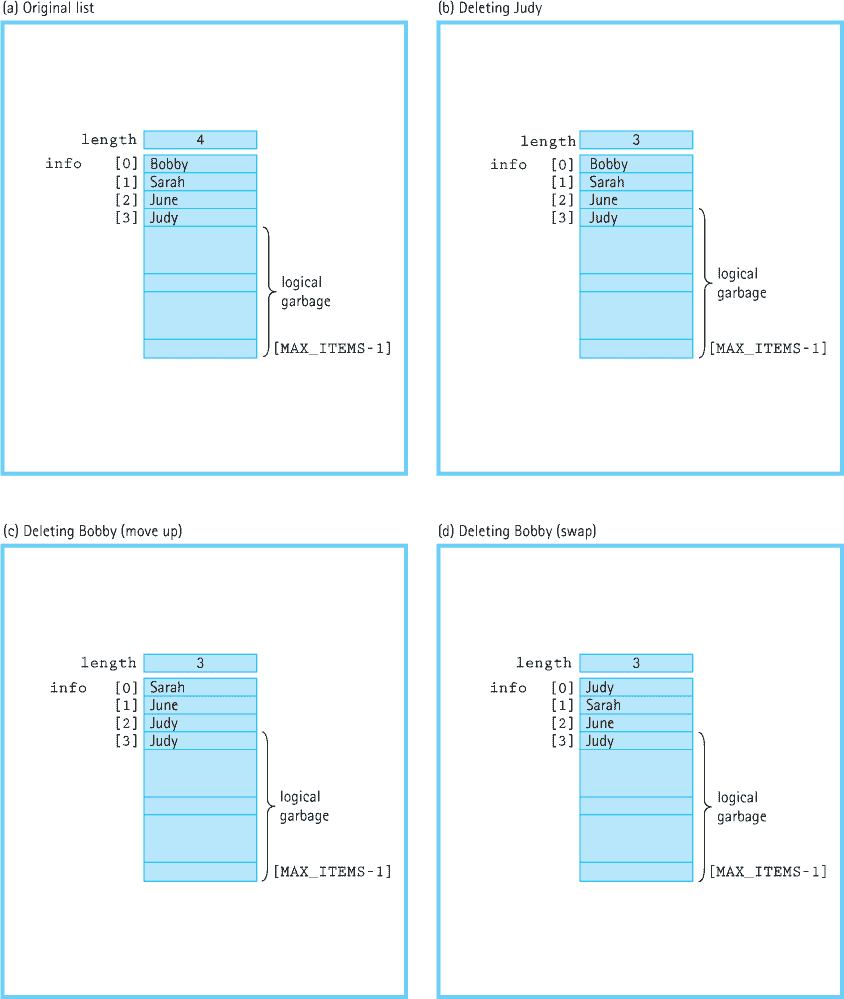 (a) Original list
length 4
info [0] Bobby
[1] Sarah
[2] June
[3] Judy
logical
garbage
[MAX_ITEMS-1]
(b) Deleting Judy
length 3
info [0] Bobby
[1] Sarah
[2] June
[3] Judy
logical
garbage
[MAX_ITEMS-1]
(c) Deleting Bobby (move up)
length 3
info [0] Sarah
[1] June
[2] Judy
[3] Judy
logical
garbage
[MAX_ITEMS-1]
(d) Deleting Bobby (swap)
length 3
info [0] Judy
[1] Sarah
[2] June
[3] Judy
logical
garbage
[MAX_ITEMS-1]